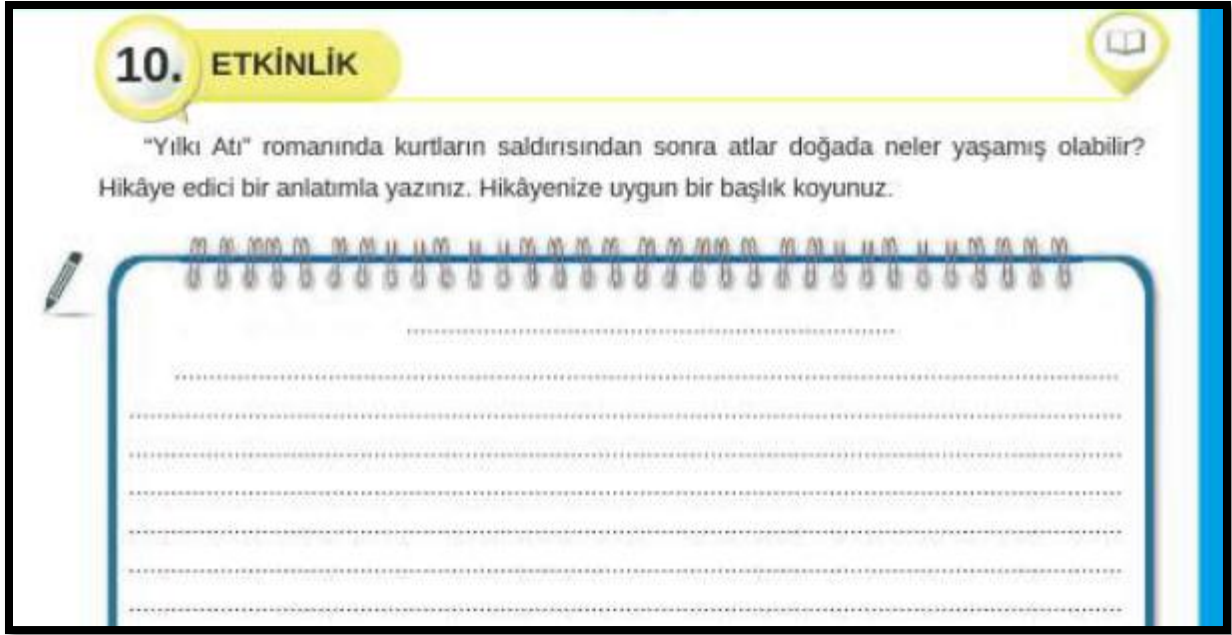 10. ETKİNLİK
“Yılkı Atı” romanında kurtların saldırısından sonra atlar doğada neler yaşamış olabilir?
Hikâye edici bir anlatımla yazınız. Hikâyenize uygun bir başlık koyunuz.